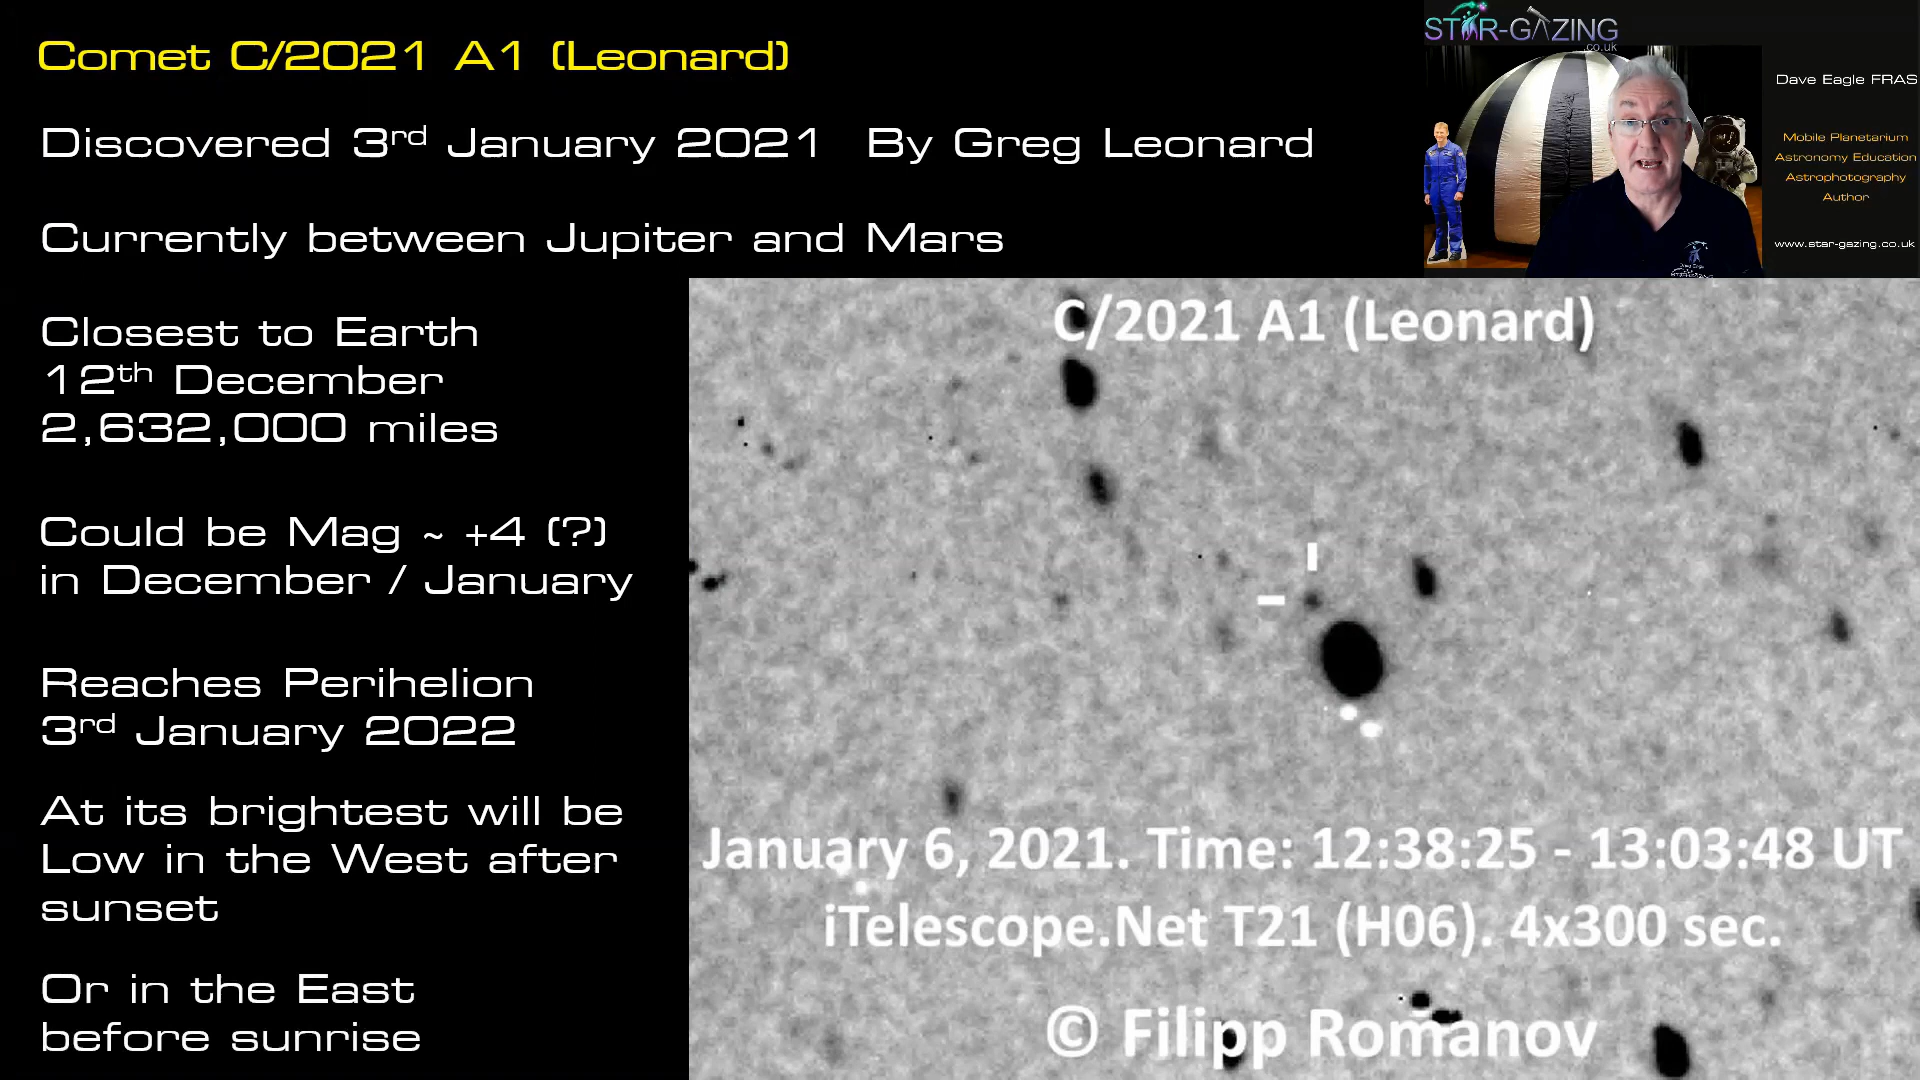 Comet C/2021 A1 (Leonard)
Discovered 3rd January 2021 By Greg Leonard
Currently between Jupiter and Mars
Closest to Earth
12th December
2,632,000 miles
Could be Mag ~ +4 (?)
in December / January
Reaches Perihelion
3rd January 2022
At its brightest will be
Low in the West after
sunset
Or in the East
before sunrise
STAR-GAZING
.co.uk
Dave Eagle FRAS
Mobile Planetarium
Astronomy Education
Astrophotography
Author
www.star-gazing.co.uk
C/2021 A1 (Leonard)
January 6, 2021. Time: 12:38:25 - 13:03:48 UT
iTelescope.Net T21 (H06). 4x300 sec.
© Filipp Romanov